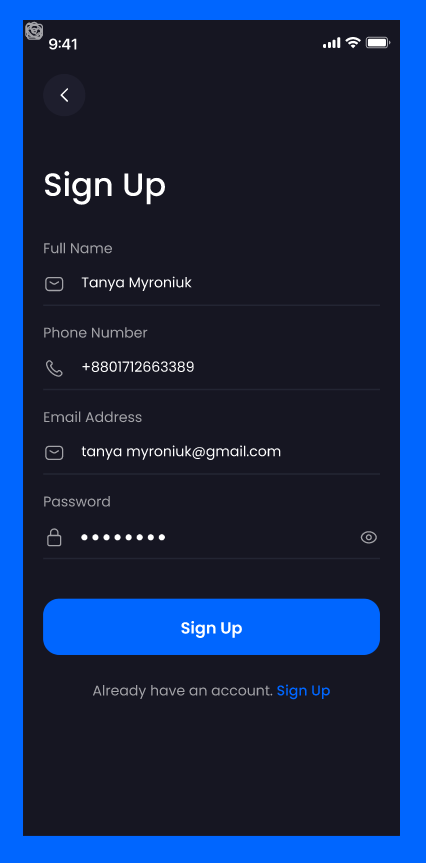 9:41
Sign Up
Full Name
Tanya Myroniuk
Phone Number
+8801712663389
Email Address
tanya myroniuk@gmail.com
Password
Sign Up
Already have an account. Sign Up